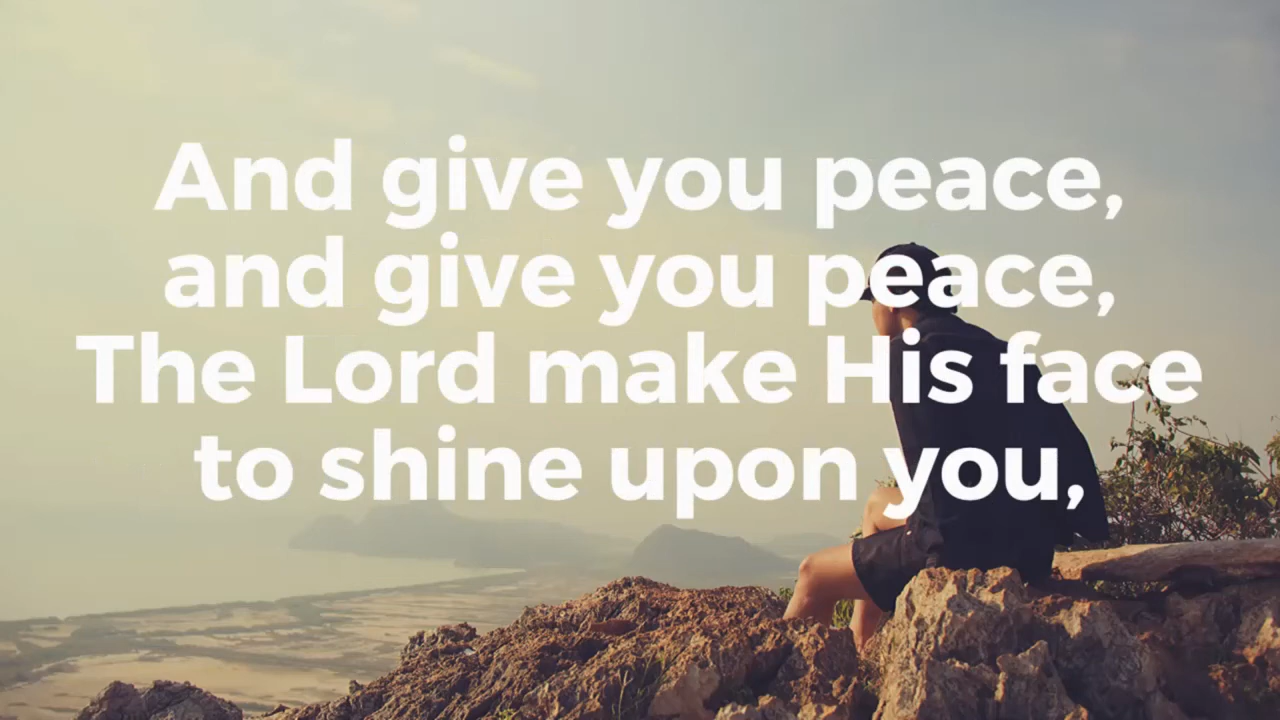 And give you peace,
and give you peace,
The Lord make His face
to shine upon you,